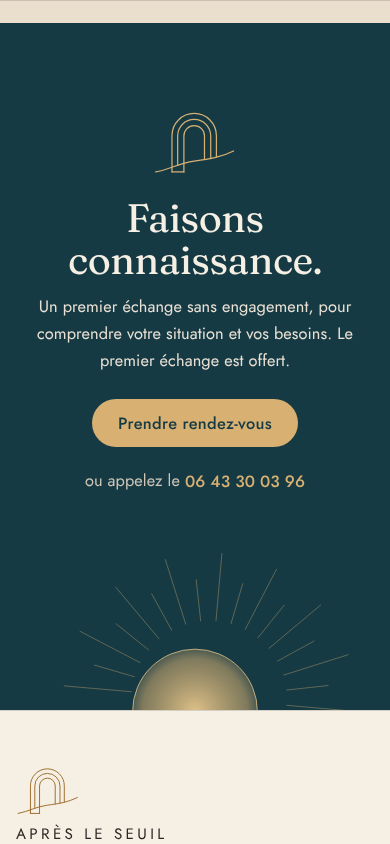 Faisons
connaissance.
Un premier échange sans engagement, pour
comprendre votre situation et vos besoins. Le
premier échange est offert.
Prendre rendez-vous
ou appelez le 06 43 30 03 96
APRÈS LE SEUIL